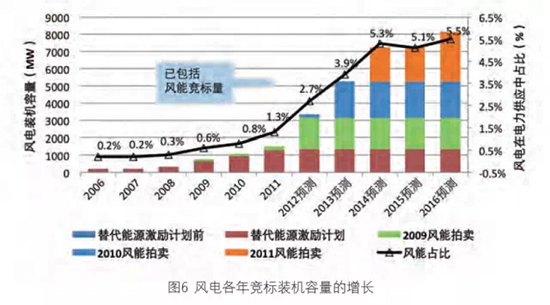 9000
8000
7000
6000
5000
4000
3000
2000
1000
0
风电装机容量(MW)
6.5%
5.5%
4.5%
3.5%
2.5%
1.5%
0.5%
-0.5%
风电在电力供应中占比(%)
已包括
风能竞标量
0.2%
0.2%
0.3%
0.6%
0.8%
1.3%
2.7%
3.9%
5.3%
5.1%
5.5%
2006
2007
2008
2009
2010
2011
2012预测
2013预测
2014预测
2015预测
2016预测
替代能源激励计划前
替代能源激励计划
2009风能拍卖
2010风能拍卖
2011风能拍卖
风能占比
图6 风电各年竞标装机容量的增长